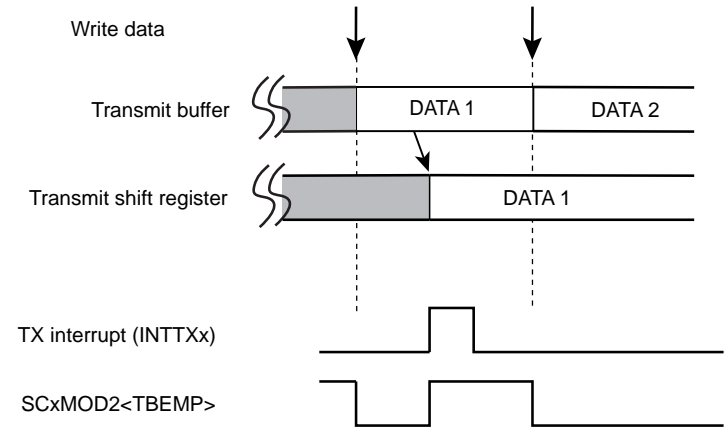 Write data
Transmit buffer
DATA 1
DATA 2
Transmit shift register
DATA 1
TX interrupt (INTTXx)
SCxMOD2<TBEMP>